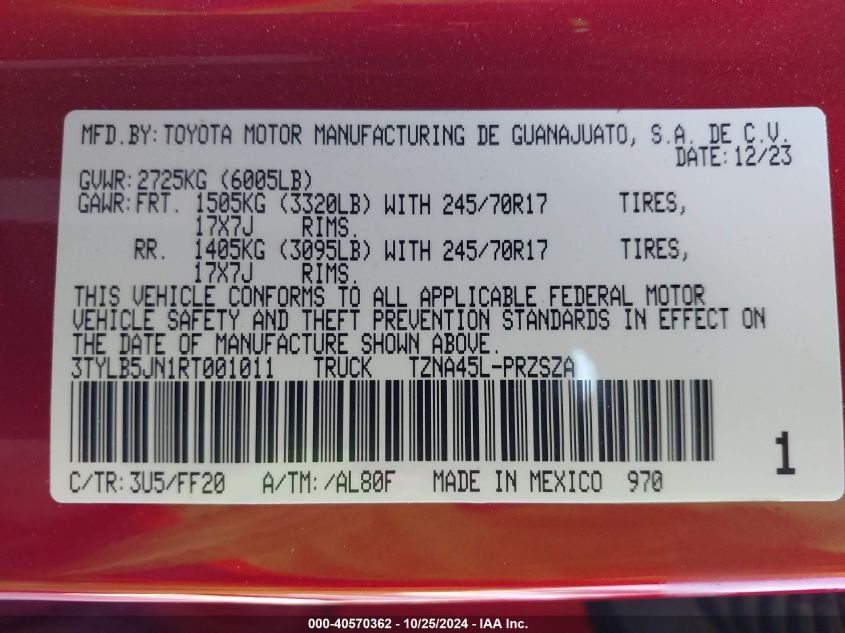 MFD.BY: TOYOTA MOTOR MANUFACTURING DE GUANAJUATO, S.A. DE C.V.
DATE: 12/23
GVWR: 2725KG (6005LB)
GAWR: FRT. 1505KG (3320LB) WITH 245/70R17 TIRES,
17X7J RIMS.
RR. 1405KG (3095LB) WITH 245/70R17 TIRES,
17X7J RIMS.
THIS VEHICLE CONFORMS TO ALL APPLICABLE FEDERAL MOTOR
VEHICLE SAFETY AND THEFT PREVENTION STANDARDS IN EFFECT ON
THE DATE OF MANUFACTURE SHOWN ABOVE.
3TYLB5JN1RT001011 TRUCK TZNA45L-PRZSZA
1
C/TR: 3U5/FF20 A/TM: /AL80F MADE IN MEXICO 970
000-40570362 - 10/25/2024 - IAA Inc.